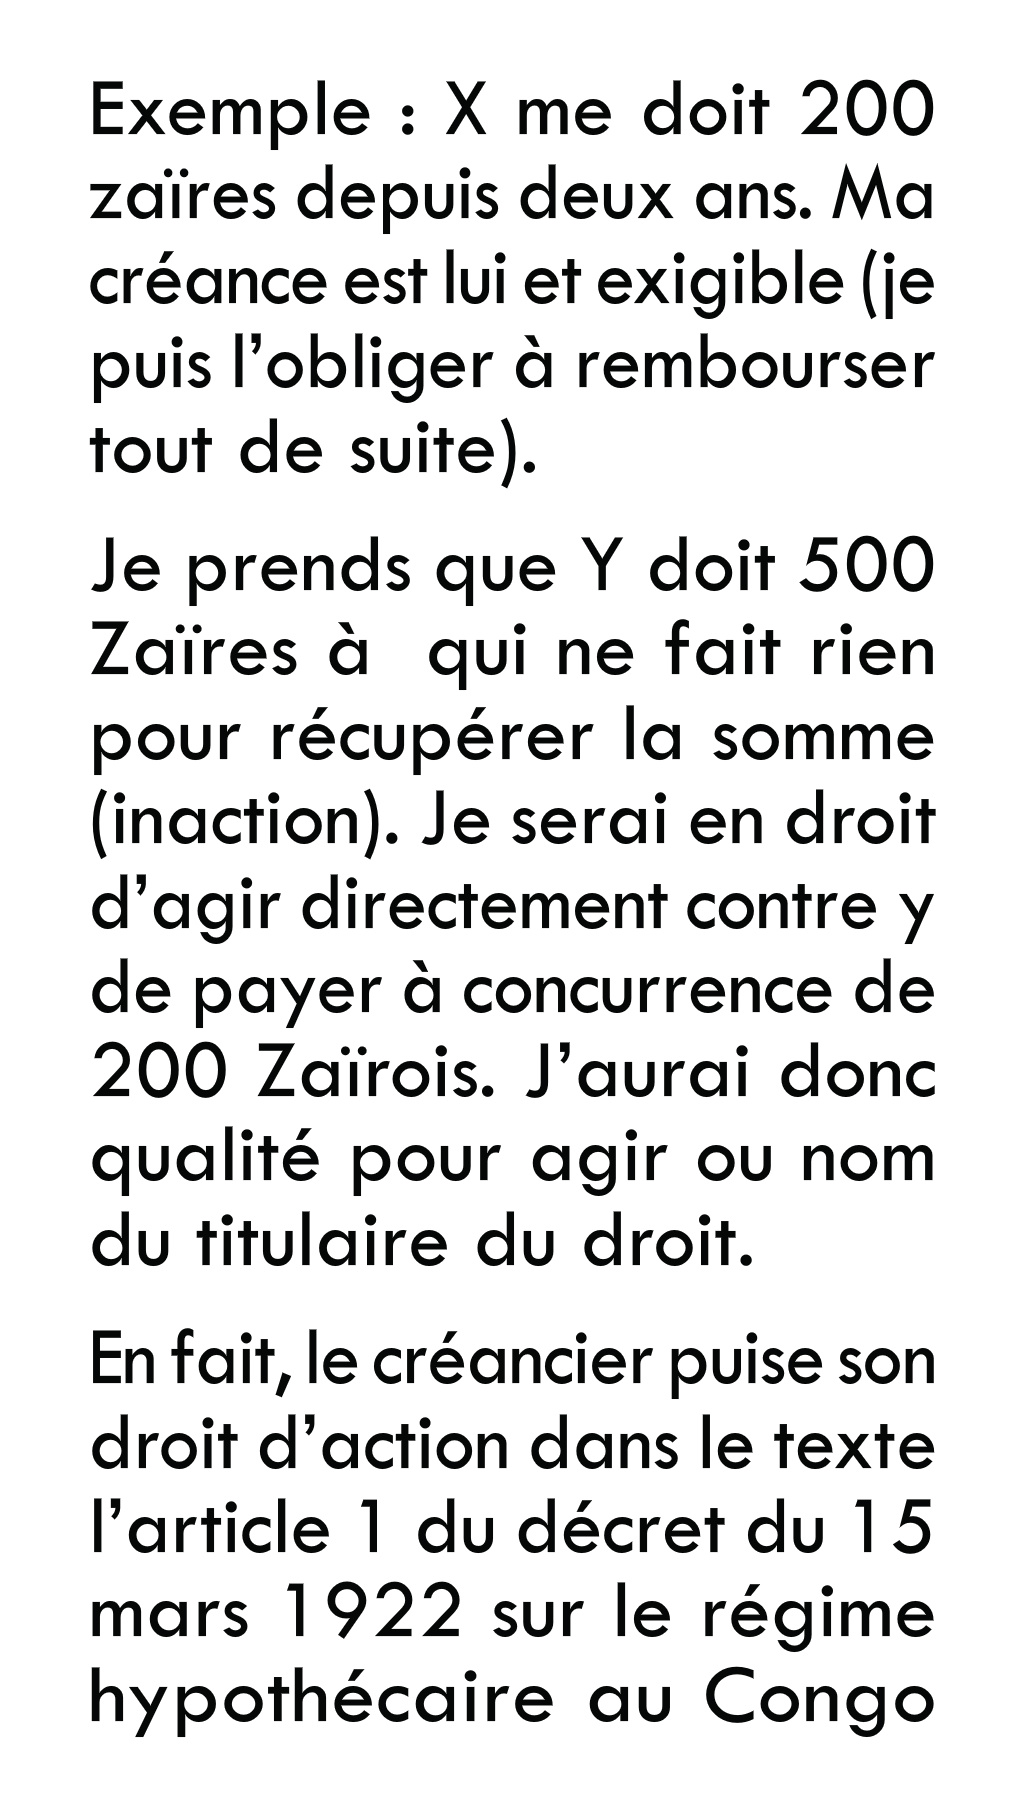 Exemple : X me doit 200
zaïres depuis deux ans. Ma
créance est lui et exigible (je
puis l’obliger à rembourser
tout de suite).
Je prends que Y doit 500
Zaïres à qui ne fait rien
pour récupérer la somme
(inaction). Je serai en droit
d’agir directement contre y
de payer à concurrence de
200 Zaïrois. J’aurai donc
qualité pour agir ou nom
du titulaire du droit.
En fait, le créancier puise son
droit d’action dans le texte
l’article 1 du décret du 15
mars 1922 sur le régime
hypothécaire au Congo